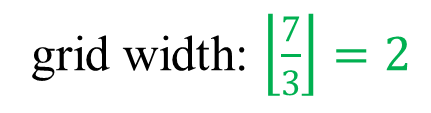 grid width: ⌊7/3⌋ = 2